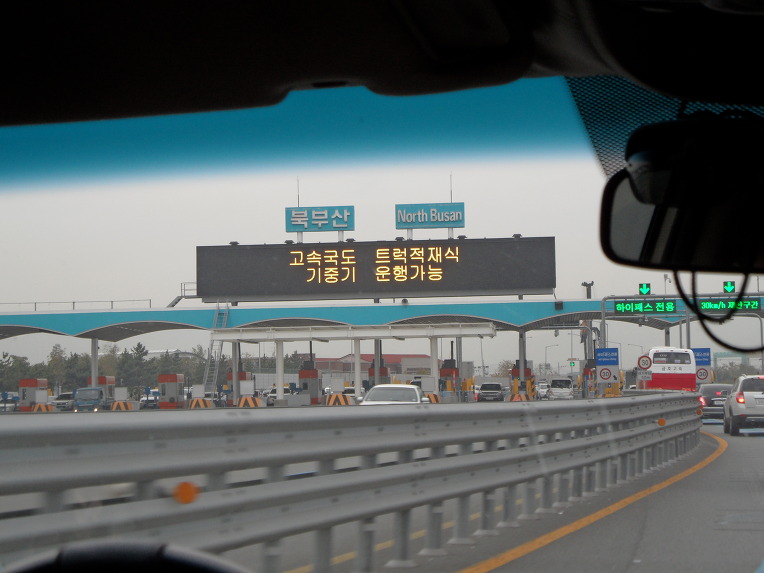 북부산
North Busan
고속국도 트럭적재식
기중기 운행가능
하이패스 전용
30km/h 제한구간
30